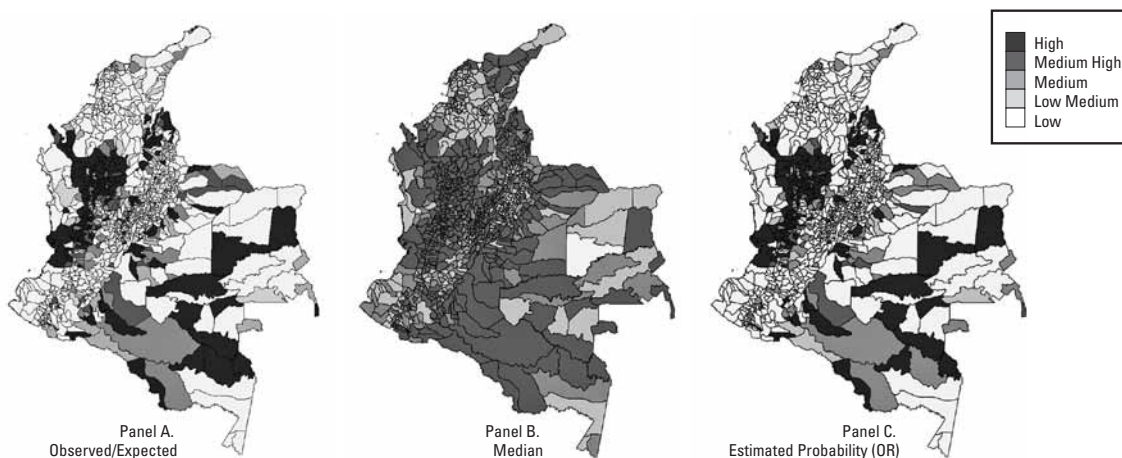 High
Medium High
Medium
Low Medium
Low
Panel A.
Observed/Expected
Panel B.
Median
Panel C.
Estimated Probability (OR)